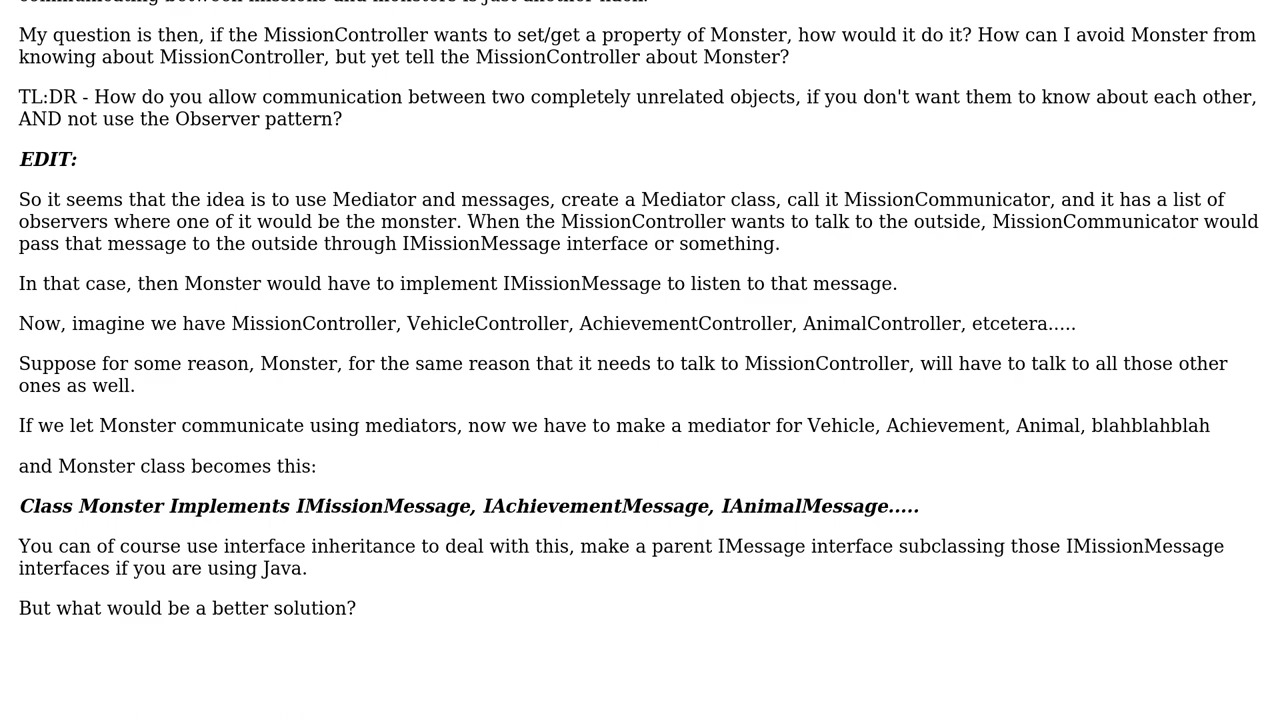 My question is then, if the MissionController wants to set/get a property of Monster, how would it do it? How can I avoid Monster from
knowing about MissionController, but yet tell the MissionController about Monster?
TL:DR - How do you allow communication between two completely unrelated objects, if you don't want them to know about each other,
AND not use the Observer pattern?
EDIT:
So it seems that the idea is to use Mediator and messages, create a Mediator class, call it MissionCommunicator, and it has a list of
observers where one of it would be the monster. When the MissionController wants to talk to the outside, MissionCommunicator would
pass that message to the outside through IMissionMessage interface or something.
In that case, then Monster would have to implement IMissionMessage to listen to that message.
Now, imagine we have MissionController, VehicleController, AchievementController, AnimalController, etcetera.....
Suppose for some reason, Monster, for the same reason that it needs to talk to MissionController, will have to talk to all those other
ones as well.
If we let Monster communicate using mediators, now we have to make a mediator for Vehicle, Achievement, Animal, blahblahblah
and Monster class becomes this:
Class Monster Implements IMissionMessage, IAchievementMessage, IAnimalMessage.....
You can of course use interface inheritance to deal with this, make a parent IMessage interface subclassing those IMissionMessage
interfaces if you are using Java.
But what would be a better solution?